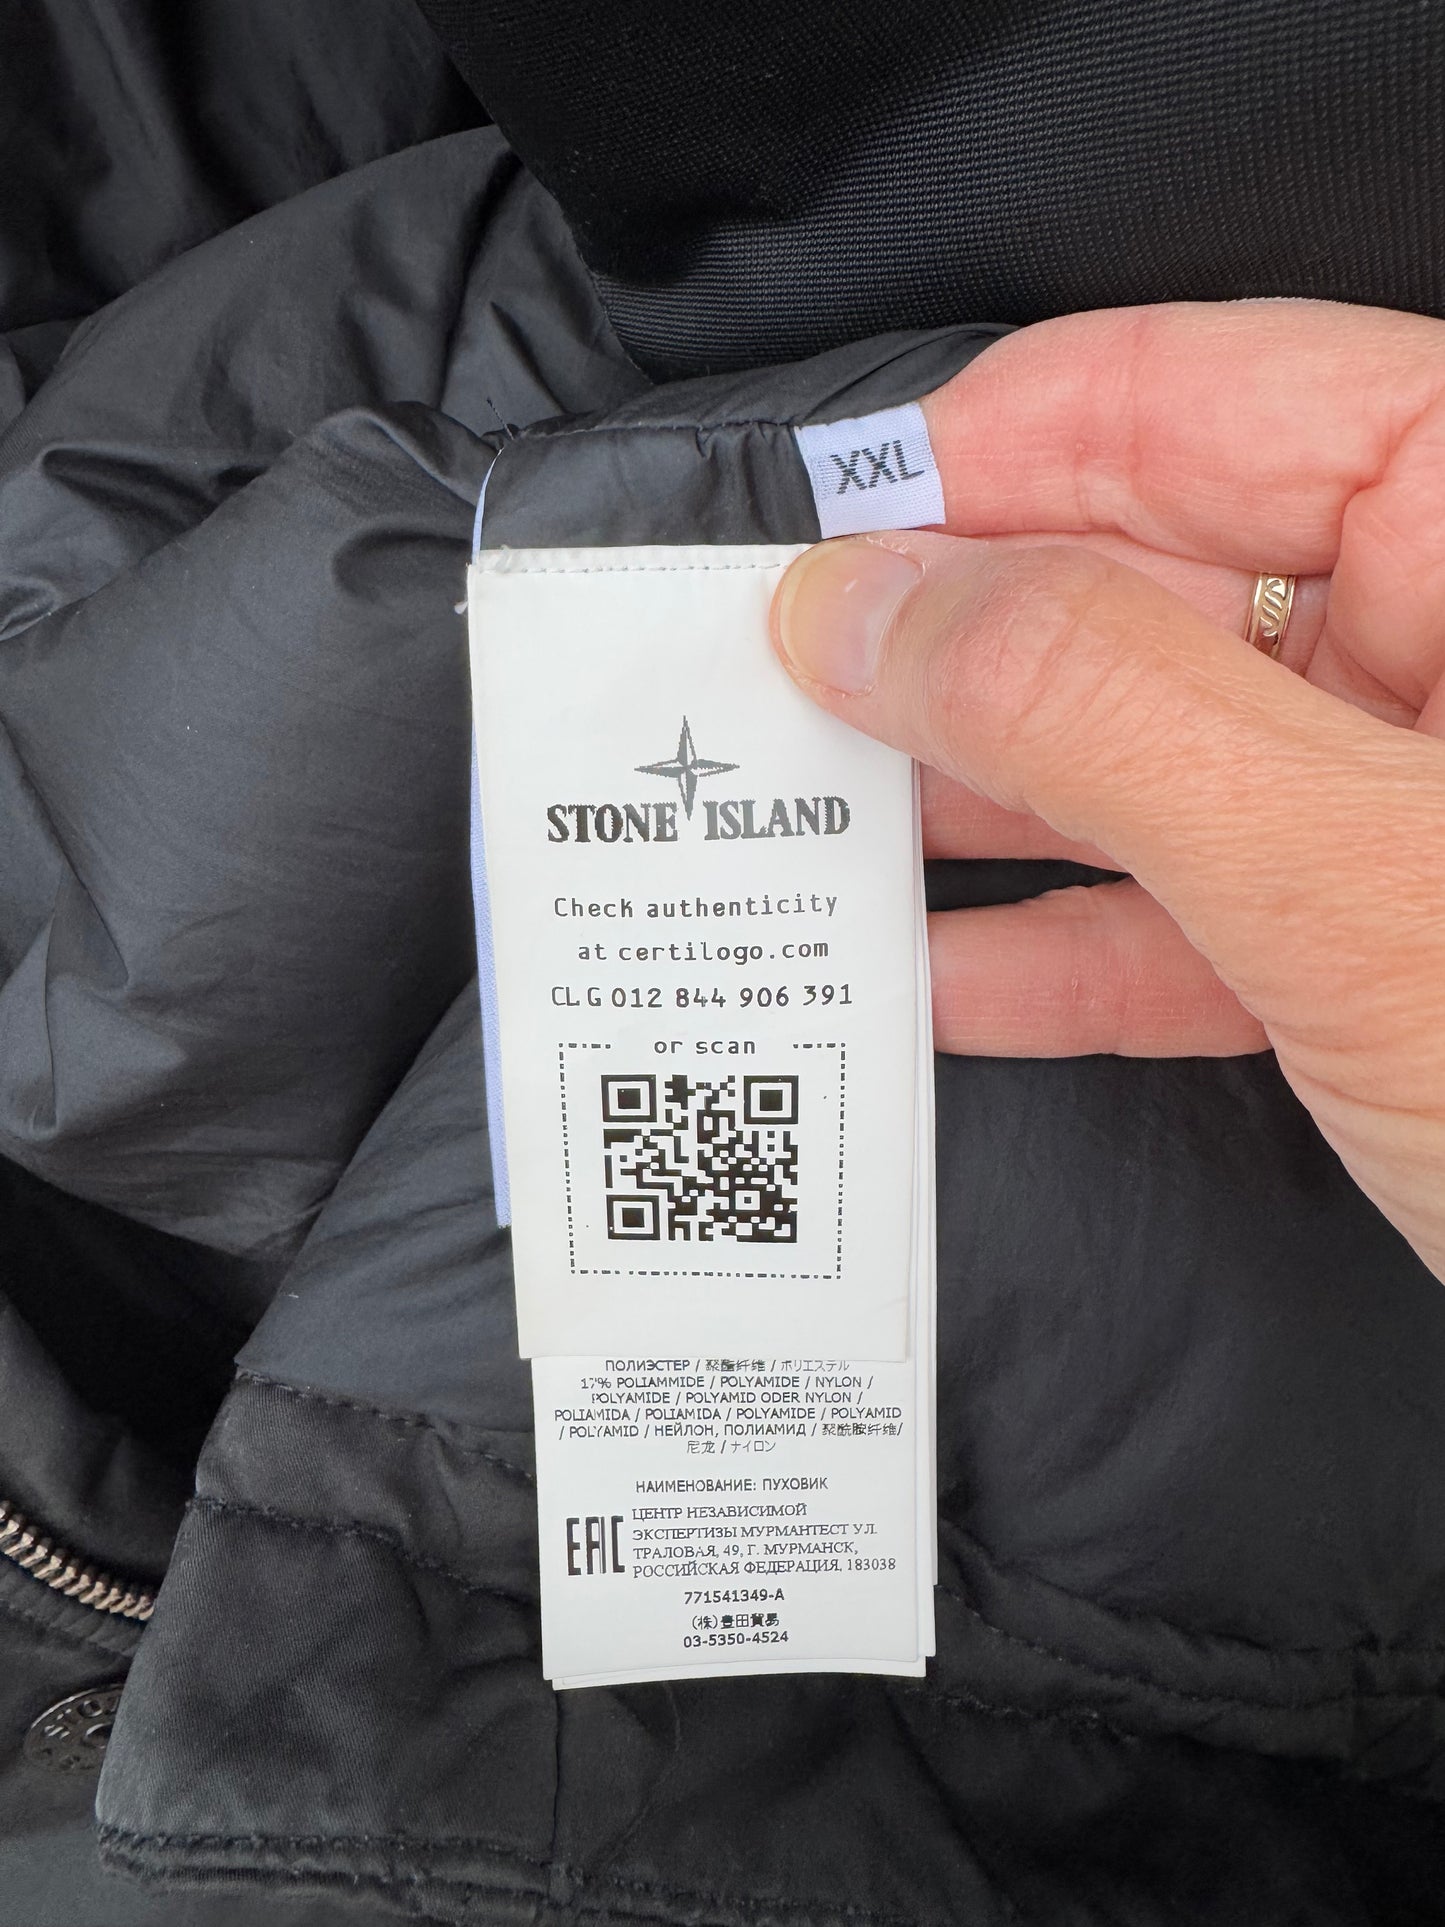 XXL
STONE ISLAND
Check authenticity
at certilogo.com
CLG 012 844 906 391
or scan
ПОЛИЭСТЕР / 聚酯纤维 / ポリエステル
17% POLIAMMIDE / POLYAMIDE / NYLON /
POLYAMIDE / POLYAMID ODER NYLON /
POLIAMIDA / POLIAMIDA / POLYAMIDE / POLYAMID
/ POLYAMID / НЕЙЛОН, ПОЛИАМИД / 聚酰胺纤维/
尼龙 / ナイロン
НАИМЕНОВАНИЕ: ПУХОВИК
EAC
ЦЕНТР НЕЗАВИСИМОЙ
ЭКСПЕРТИЗЫ МУРМАНТЕСТ УЛ.
ТРАЛОВАЯ, 49, Г. МУРМАНСК,
РОССИЙСКАЯ ФЕДЕРАЦИЯ, 183038
771541349-A
(株)豊田貿易
03-5350-4524